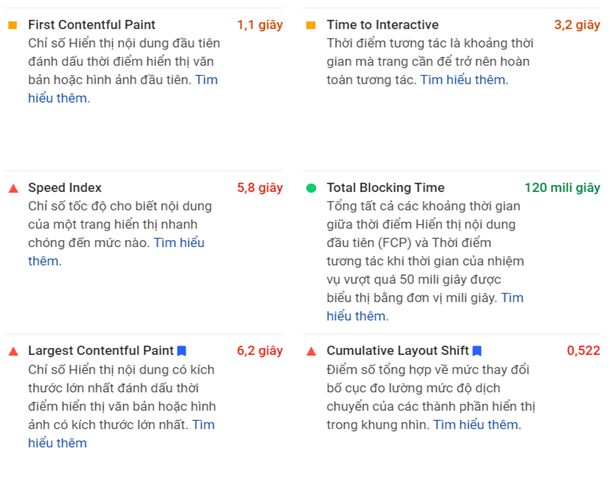 First Contentful Paint 1,1 giây
Chỉ số Hiển thị nội dung đầu tiên
đánh dấu thời điểm hiển thị văn
bản hoặc hình ảnh đầu tiên. Tìm
hiểu thêm.
Time to Interactive 3,2 giây
Thời điểm tương tác là khoảng thời
gian mà trang cần để trở nên hoàn
toàn tương tác. Tìm hiểu thêm.
Speed Index 5,8 giây
Chỉ số tốc độ cho biết nội dung
của một trang hiển thị nhanh
chóng đến mức nào. Tìm hiểu
thêm.
Total Blocking Time 120 mili giây
Tổng tất cả các khoảng thời gian
giữa thời điểm Hiển thị nội dung
đầu tiên (FCP) và Thời điểm
tương tác khi thời gian của nhiệm
vụ vượt quá 50 mili giây được
biểu thị bằng đơn vị mili giây. Tìm
hiểu thêm.
Largest Contentful Paint 6,2 giây
Chỉ số Hiển thị nội dung có kích
thước lớn nhất đánh dấu thời
điểm hiển thị văn bản hoặc hình
ảnh có kích thước lớn nhất. Tìm
hiểu thêm
Cumulative Layout Shift 0,522
Điểm số tổng hợp về mức thay đổi
bố cục đo lường mức độ dịch
chuyển của các thành phần hiển thị
trong khung nhìn. Tìm hiểu thêm.